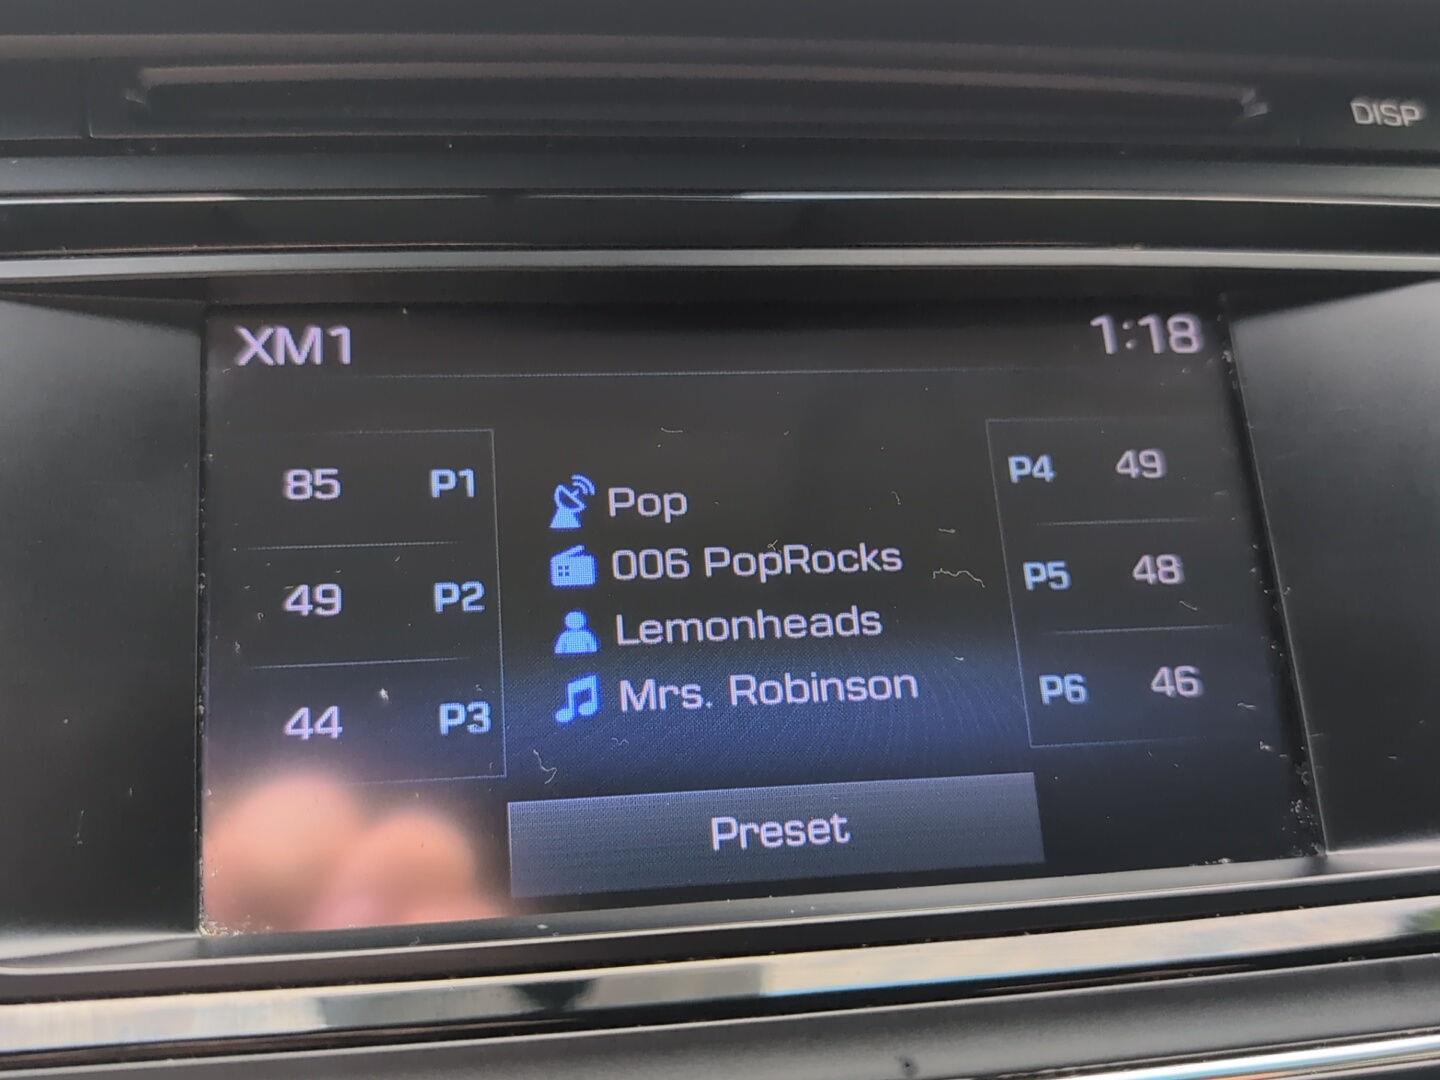 DISP
XM1
1:18
85 P1
49 P2
44 P3
Pop
006 PopRocks
Lemonheads
Mrs. Robinson
P4 49
P5 48
P6 46
Preset